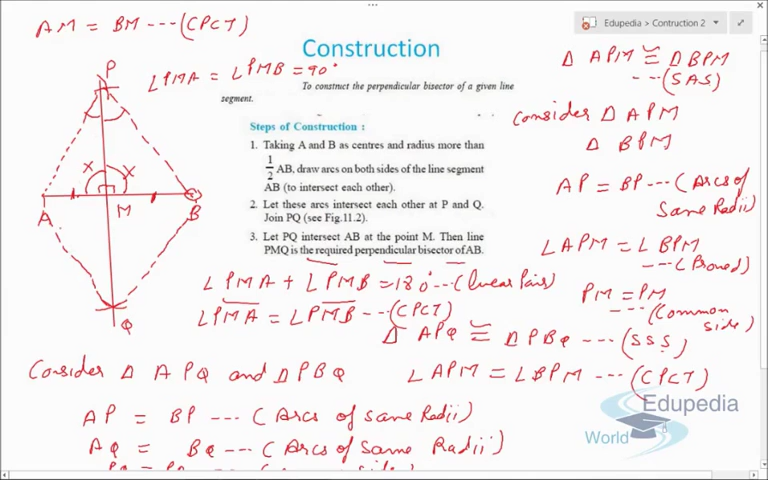 Edupedia > Contruction 2
AM = BM ---(CPCT)
Construction
∠PMA = ∠PMB = 90°
To construct the perpendicular bisector of a given line
segment.
Steps of Construction :
1. Taking A and B as centres and radius more than
1/2 AB, draw arcs on both sides of the line segment
AB (to intersect each other).
2. Let these arcs intersect each other at P and Q.
Join PQ (see Fig.11.2).
3. Let PQ intersect AB at the point M. Then line
PMQ is the required perpendicular bisector of AB.
P
x x
A M B
Q
Δ APM ≅ Δ BPM
---(SAS)
Consider Δ APM
Δ BPM
AP = BP ---(Arcs of
Same Radii)
∠APM = ∠BPM
---(Proved)
PM = PM
---(Common
side)
∠PMA + ∠PMB = 180° ---(linear Pair)
∠PMA = ∠PMB ---(CPCT)
Δ APQ ≅ Δ PBQ ---(SSS)
∠APM = ∠BPM ---(CPCT)
Consider Δ APQ and Δ PBQ
AP = BP ---(Arcs of same Radii)
AQ = BQ ---(Arcs of Same Radii)
Edupedia
World